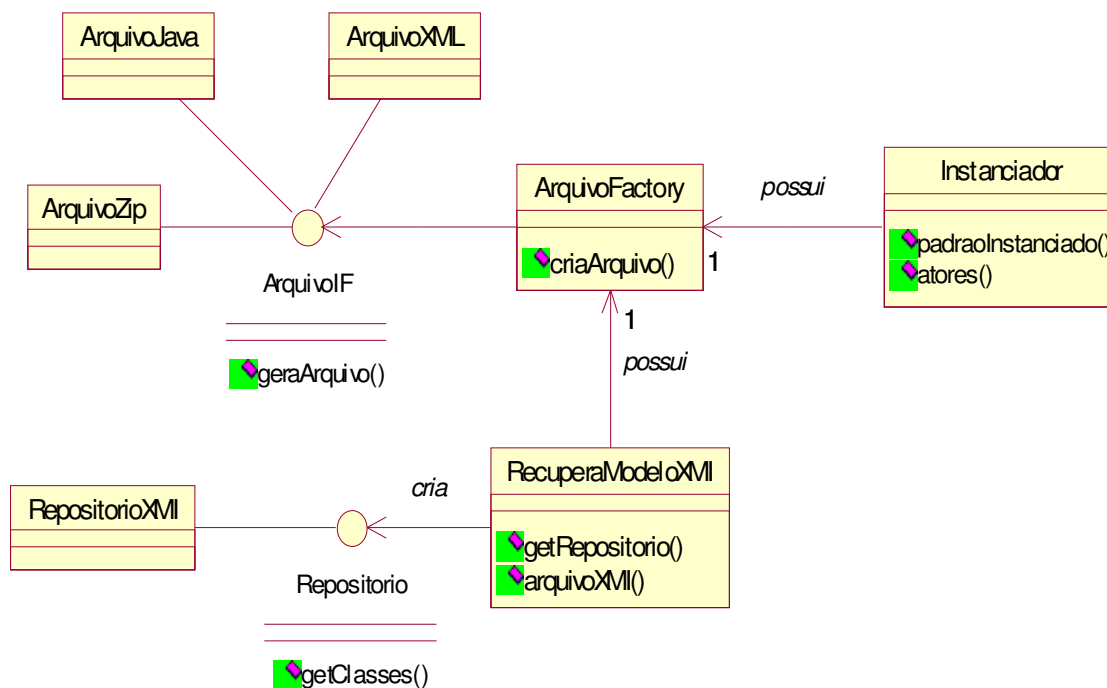 ArquivoJava
ArquivoXML
ArquivoZip
ArquivoIF
geraArquivo()
ArquivoFactory
criaArquivo()
1
possui
Instanciador
padraoInstanciado()
atores()
1
possui
RecuperaModeloXMI
getRepositorio()
arquivoXMI()
cria
RepositorioXMI
Repositorio
getClasses()